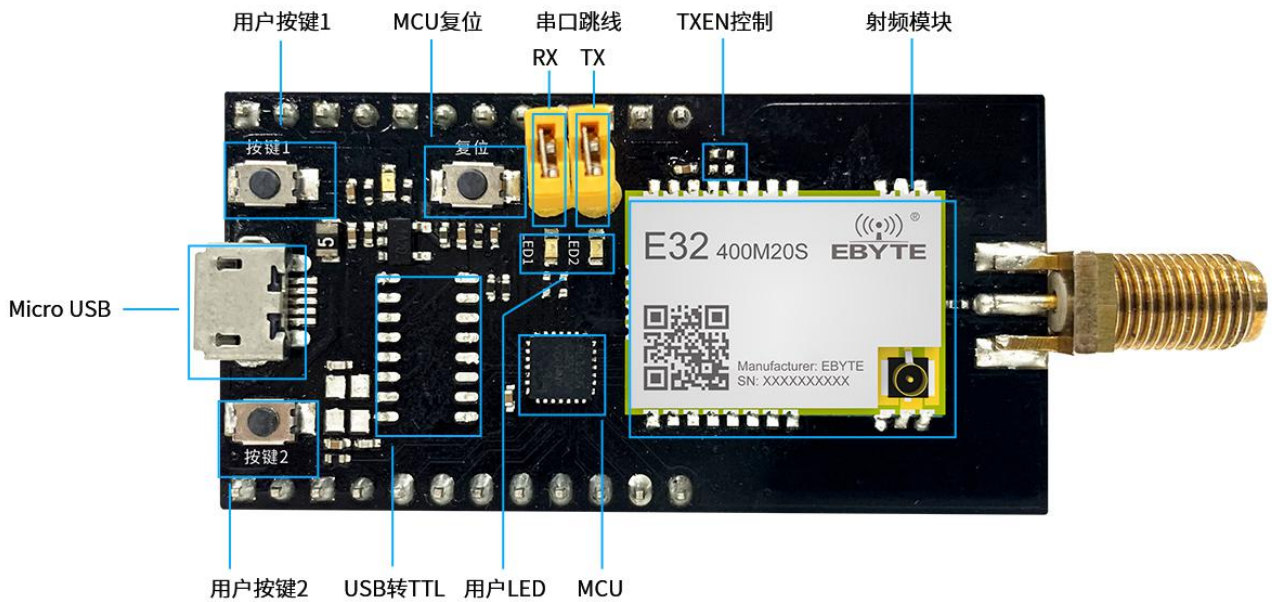 用户按键1
MCU复位
串口跳线
TXEN控制
射频模块
RX
TX
按键1
复位
5
ED1
ED2
E32 400M20S
EBYTE
®
Micro USB
Manufacturer: EBYTE
SN: XXXXXXXXXX
按键2
用户按键2
USB转TTL
用户LED
MCU